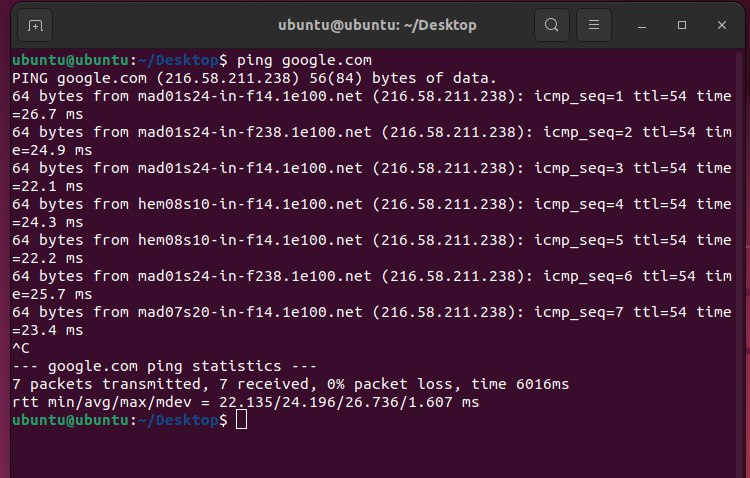 ubuntu@ubuntu: ~/Desktop
ubuntu@ubuntu:~/Desktop$ ping google.com
PING google.com (216.58.211.238) 56(84) bytes of data.
64 bytes from mad01s24-in-f14.1e100.net (216.58.211.238): icmp_seq=1 ttl=54 time
=26.7 ms
64 bytes from mad01s24-in-f238.1e100.net (216.58.211.238): icmp_seq=2 ttl=54 tim
e=24.9 ms
64 bytes from mad01s24-in-f14.1e100.net (216.58.211.238): icmp_seq=3 ttl=54 time
=22.1 ms
64 bytes from hem08s10-in-f14.1e100.net (216.58.211.238): icmp_seq=4 ttl=54 time
=24.3 ms
64 bytes from hem08s10-in-f14.1e100.net (216.58.211.238): icmp_seq=5 ttl=54 time
=22.2 ms
64 bytes from mad01s24-in-f238.1e100.net (216.58.211.238): icmp_seq=6 ttl=54 tim
e=25.7 ms
64 bytes from mad07s20-in-f14.1e100.net (216.58.211.238): icmp_seq=7 ttl=54 time
=23.4 ms
^C
--- google.com ping statistics ---
7 packets transmitted, 7 received, 0% packet loss, time 6016ms
rtt min/avg/max/mdev = 22.135/24.196/26.736/1.607 ms
ubuntu@ubuntu:~/Desktop$